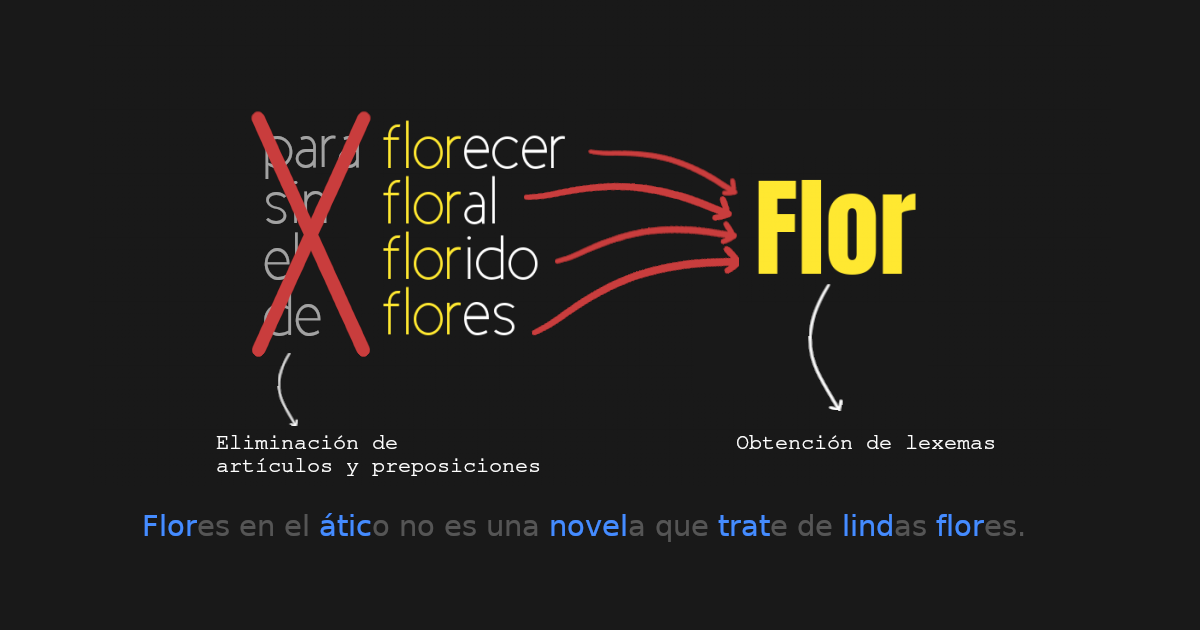 para florecer
sin floral
el florido
de flores
Flor
Eliminación de
artículos y preposiciones
Obtención de lexemas
Flores en el ático no es una novela que trate de lindas flores.